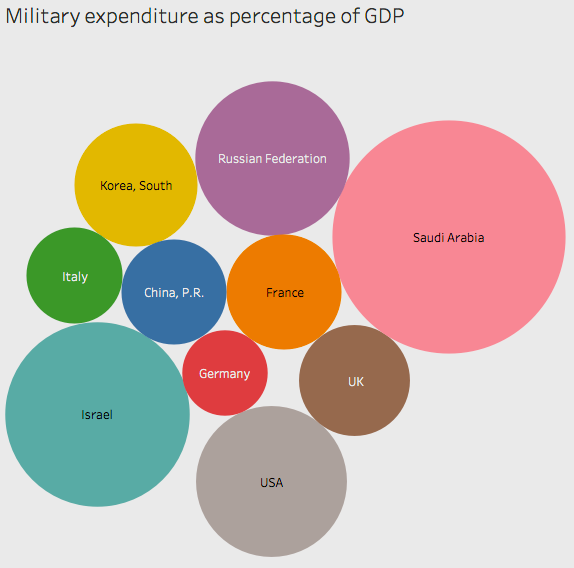 Military expenditure as percentage of GDP
Russian Federation
Korea, South
Saudi Arabia
Italy
China, P.R.
France
Germany
UK
Israel
USA